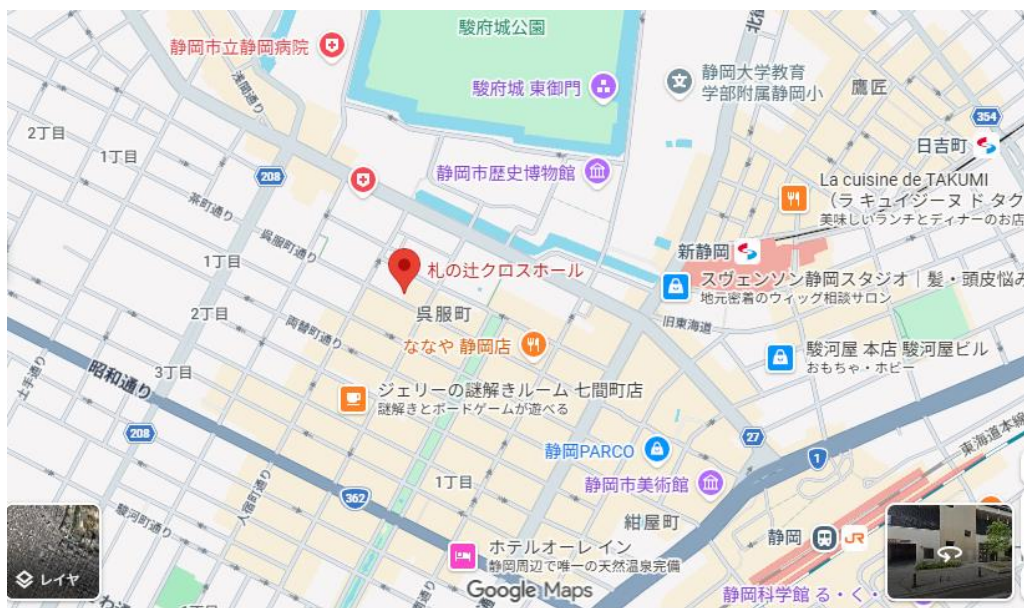 駿府城公園
静岡市立静岡病院
駿府城 東御門
静岡大学教育
学部附属静岡小
鷹匠
354
浅間通り
2丁目
1丁目
日吉町
208
静岡市歴史博物館
La cuisine de TAKUMI
（ラ キュイジーヌ ド タク
美味しいランチとディナーのお店
茶町通り
呉服町通り
新静岡
1丁目
札の辻クロスホール
スヴェンソン静岡スタジオ｜髪・頭皮悩み
地元密着のウィッグ相談サロン
2丁目
呉服町
旧東海道
両替町通り
ななや 静岡店
駿河屋 本店 駿河屋ビル
おもちゃ・ホビー
土手通り
昭和通り
3丁目
ジェリーの謎解きルーム 七間町店
謎解きとボードゲームが遊べる
208
27
東海道本線
静岡PARCO
1
1丁目
静岡市美術館
362
人宿町通り
駿河町通り
紺屋町
静岡
JR
ホテルオーレ イン
静岡周辺で唯一の天然温泉完備
レイヤ
Google Maps
静岡科学館 る・く・